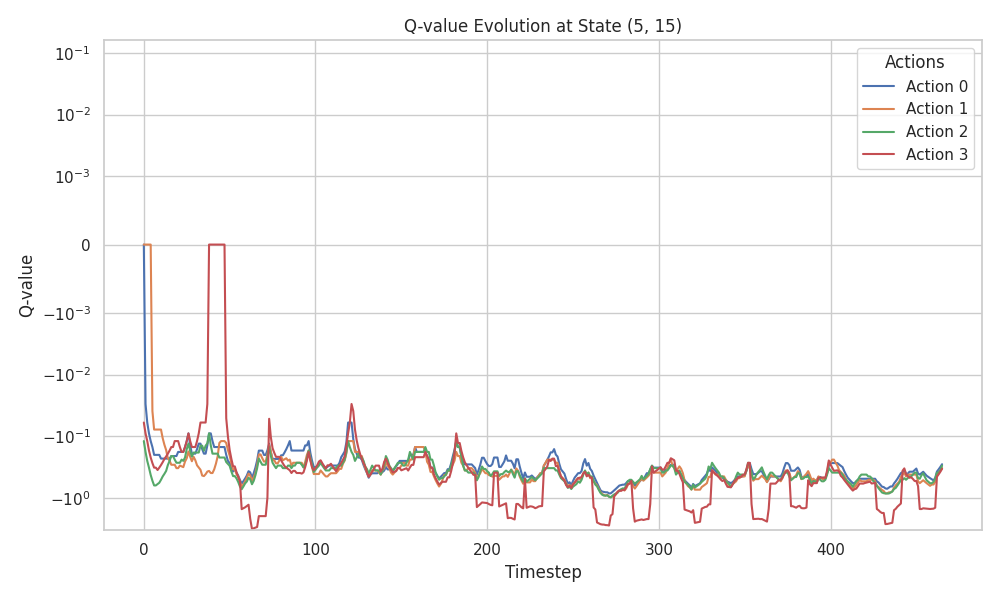 Q-value Evolution at State (5, 15)
Q-value
10⁻¹
10⁻²
10⁻³
0
−10⁻³
−10⁻²
−10⁻¹
−10⁰
Actions
Action 0
Action 1
Action 2
Action 3
0 100 200 300 400
Timestep